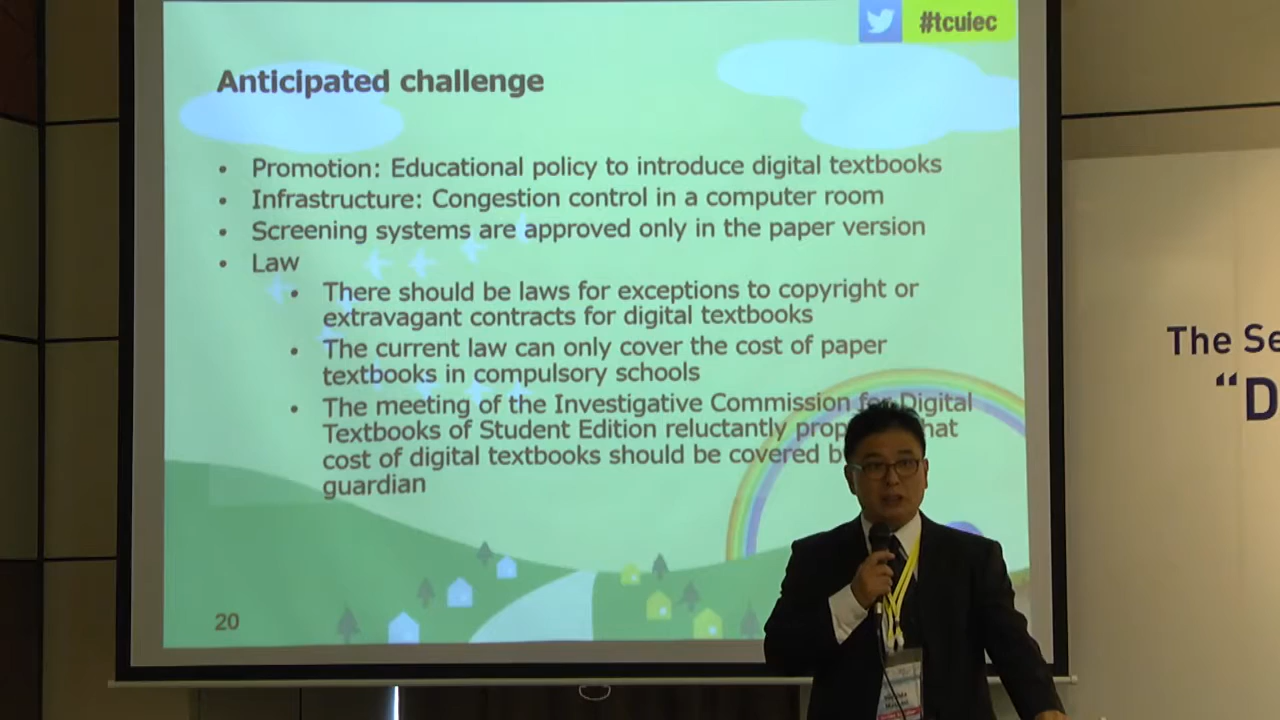 #tcuiec
Anticipated challenge
• Promotion: Educational policy to introduce digital textbooks
• Infrastructure: Congestion control in a computer room
• Screening systems are approved only in the paper version
• Law
• There should be laws for exceptions to copyright or
extravagant contracts for digital textbooks
• The current law can only cover the cost of paper
textbooks in compulsory schools
• The meeting of the Investigative Commission for Digital
Textbooks of Student Edition reluctantly that
cost of digital textbooks should be covered
guardian
20
The Se
“D